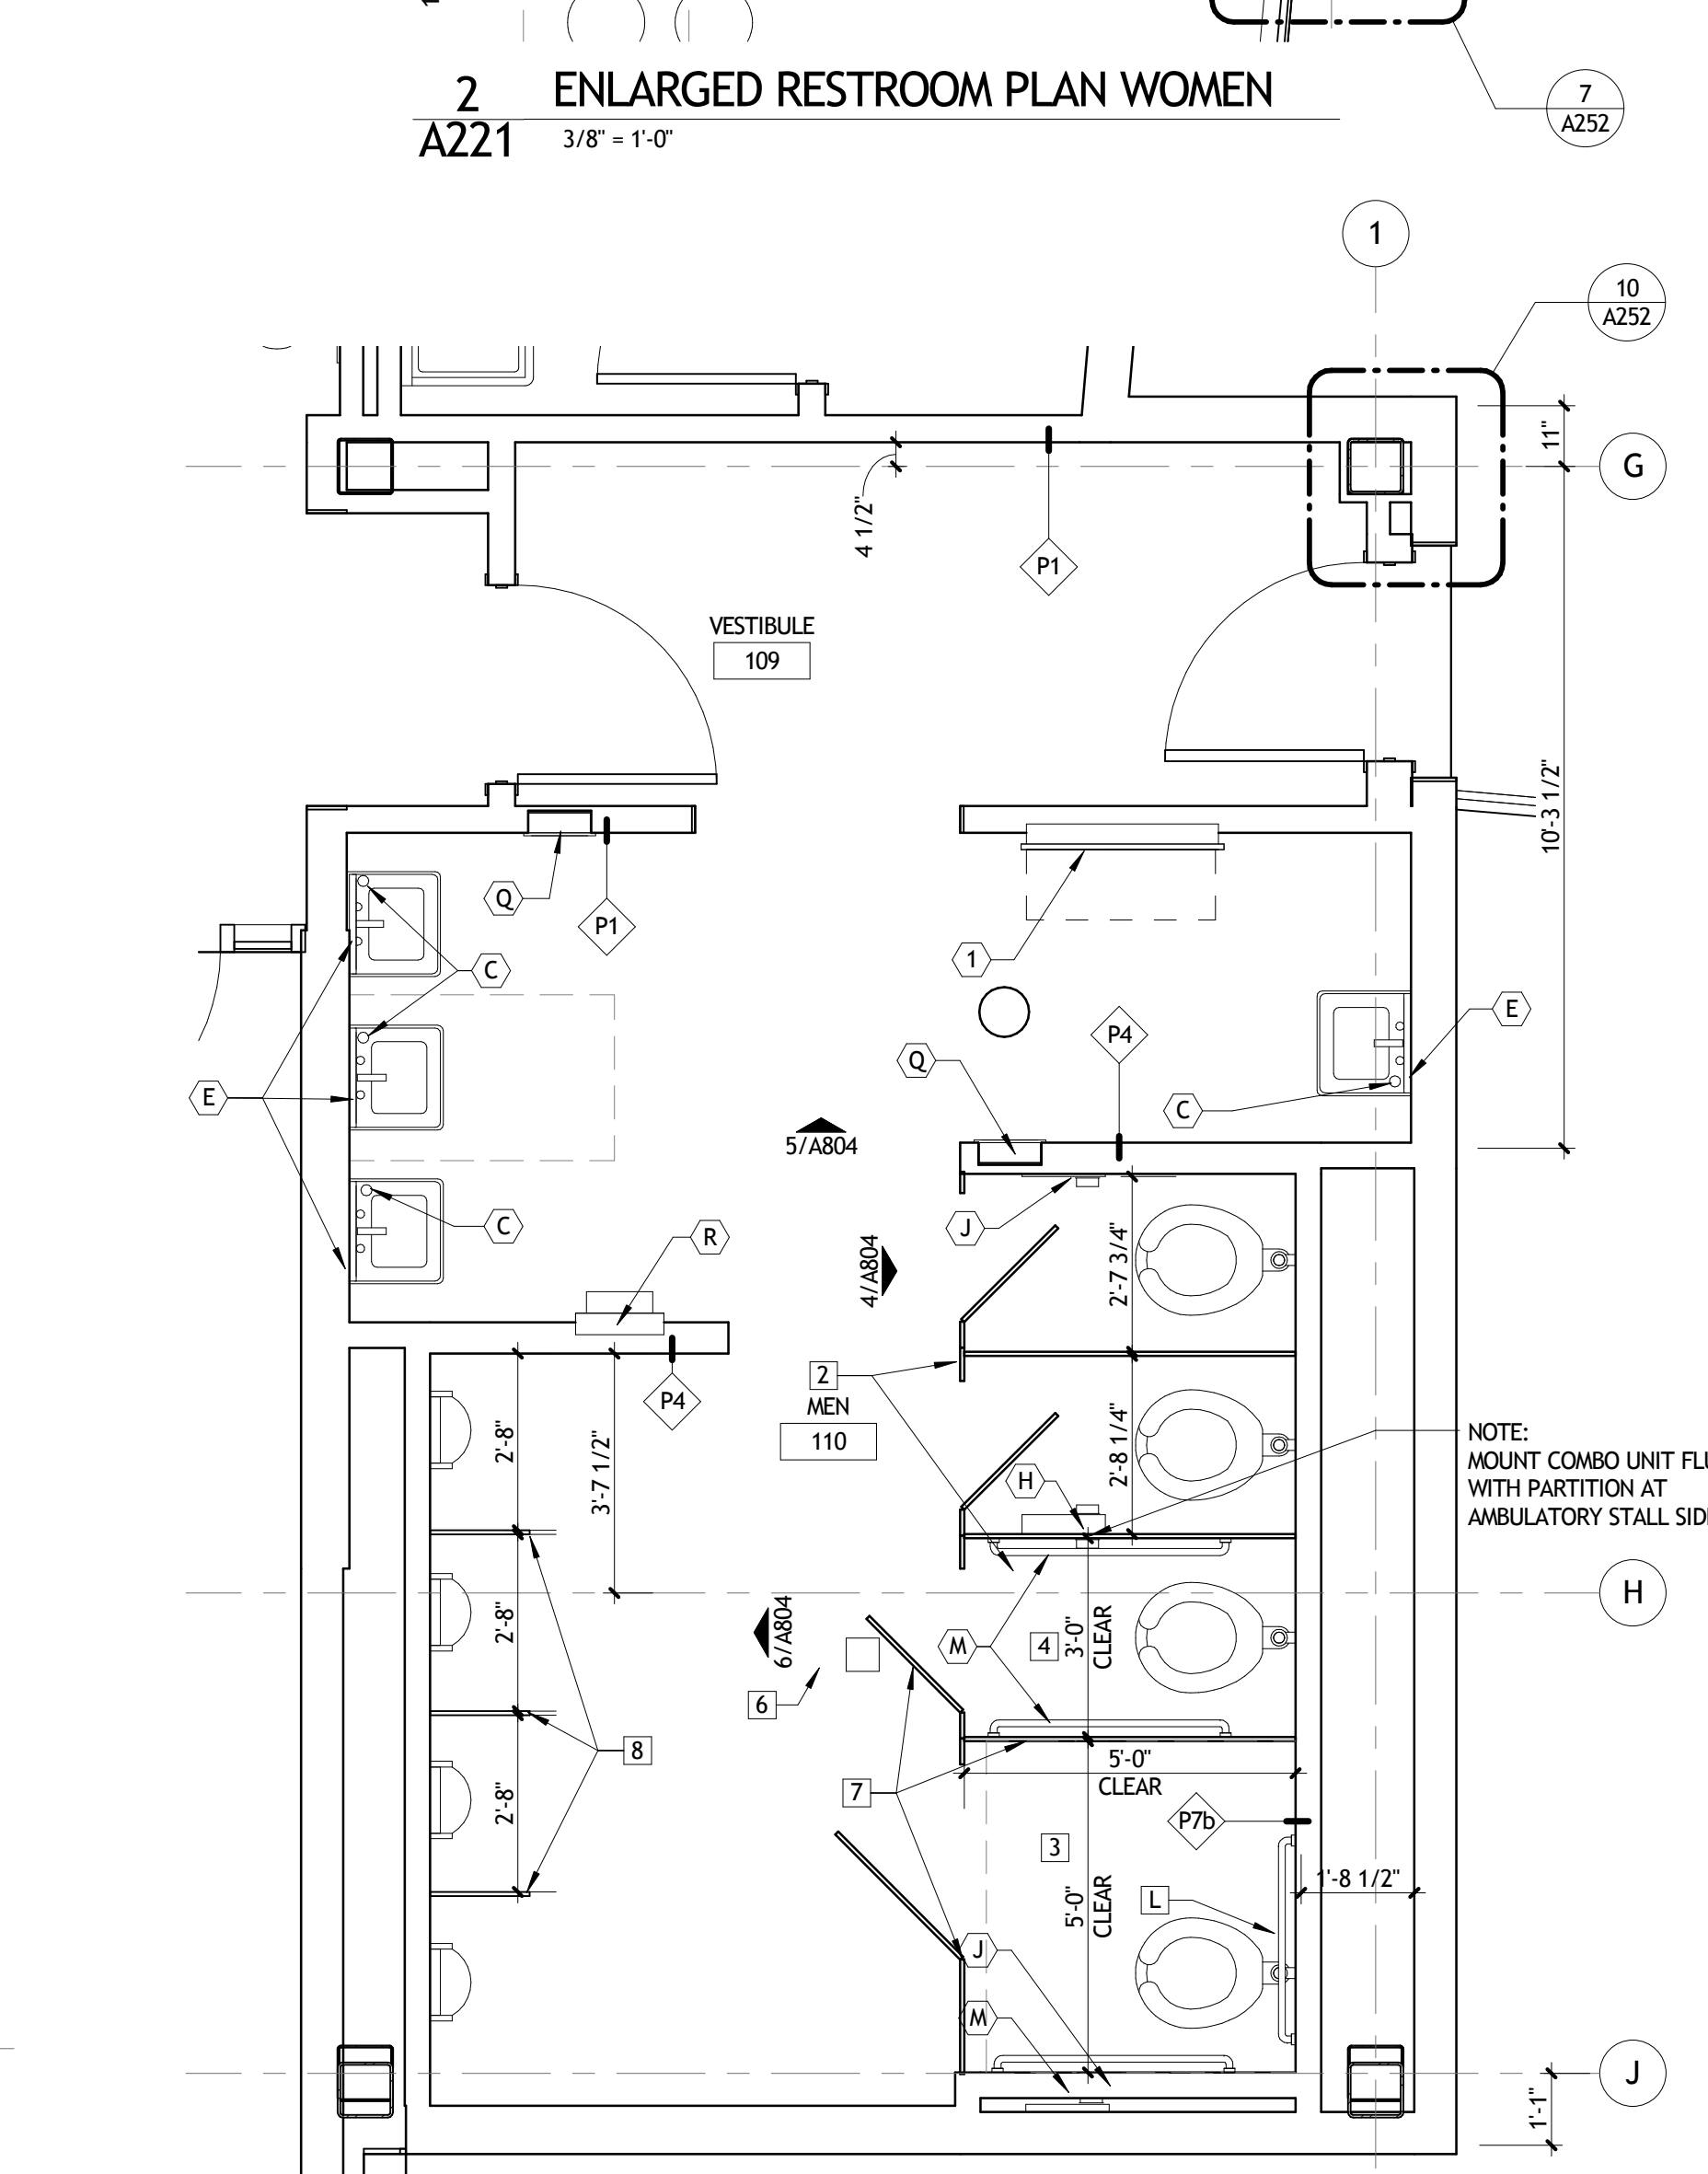 2
A221
ENLARGED RESTROOM PLAN WOMEN
3/8" = 1'-0"
7
A252
1
10
A252
11"
G
4 1/2"
P1
VESTIBULE
109
10'-3 1/2"
Q
P1
C
1
E
P4
Q
E
C
5/A804
J
C
R
4/A804
2'-7 3/4"
2
P4
MEN
110
2'-8"
3'-7 1/2"
2'-8 1/4"
H
NOTE:
MOUNT COMBO UNIT
WITH PARTITION AT
AMBULATORY STALL
H
2'-8"
6/A804
M
4
3'-0"
CLEAR
6
8
5'-0"
CLEAR
7
2'-8"
P7b
3
1'-8 1/2"
L
5'-0"
CLEAR
J
M
J
1'-1"